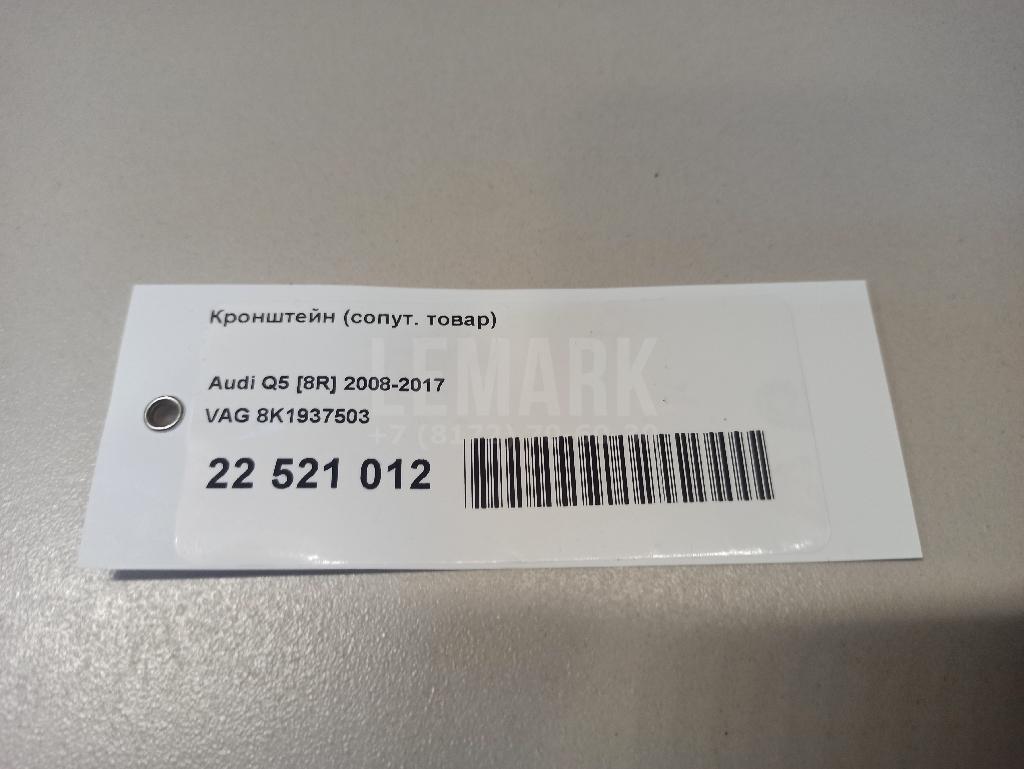 Кронштейн (сопут. товар)
LEMARK
Audi Q5 [8R] 2008-2017
VAG 8K1937503
22 521 012